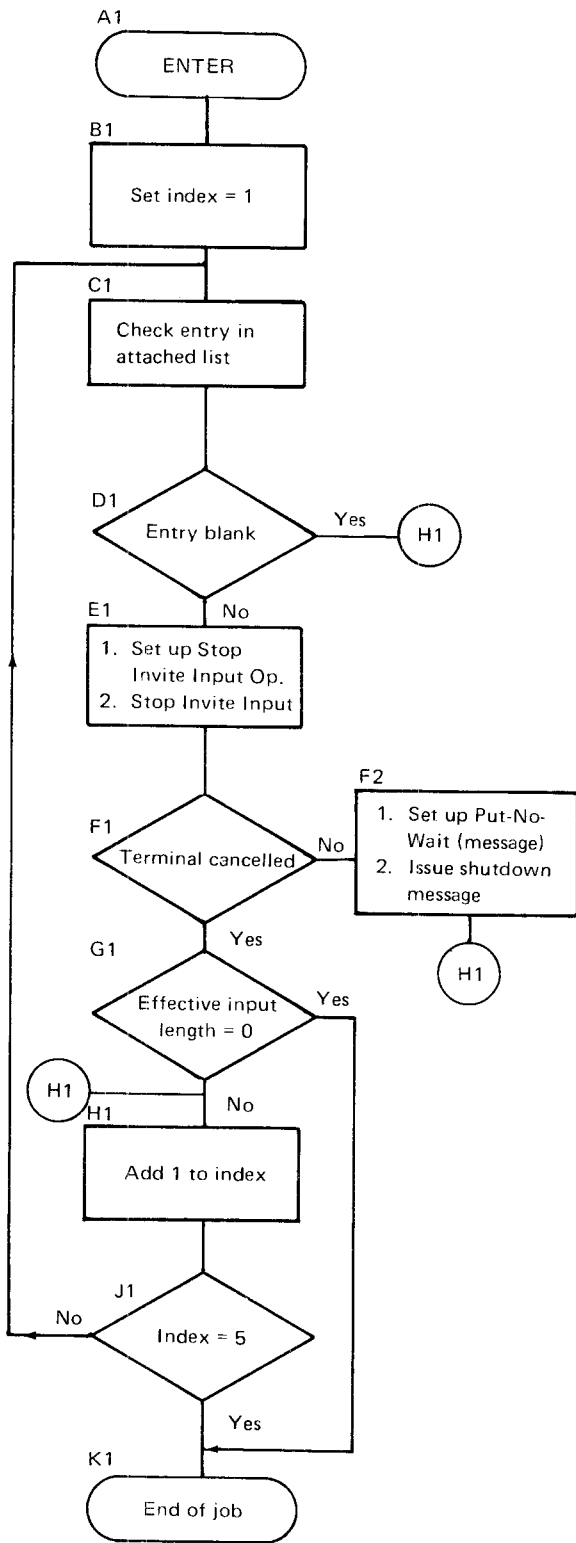 A1
ENTER
B1
Set index = 1
C1
Check entry in
attached list
D1
Entry blank
Yes
H1
No
E1
1. Set up Stop
Invite Input Op.
2. Stop Invite Input
F1
Terminal cancelled
No
F2
1. Set up Put-No-
Wait (message)
2. Issue shutdown
message
H1
Yes
G1
Effective input
length = 0
Yes
H1
No
H1
Add 1 to index
J1
No
Index = 5
Yes
K1
End of job